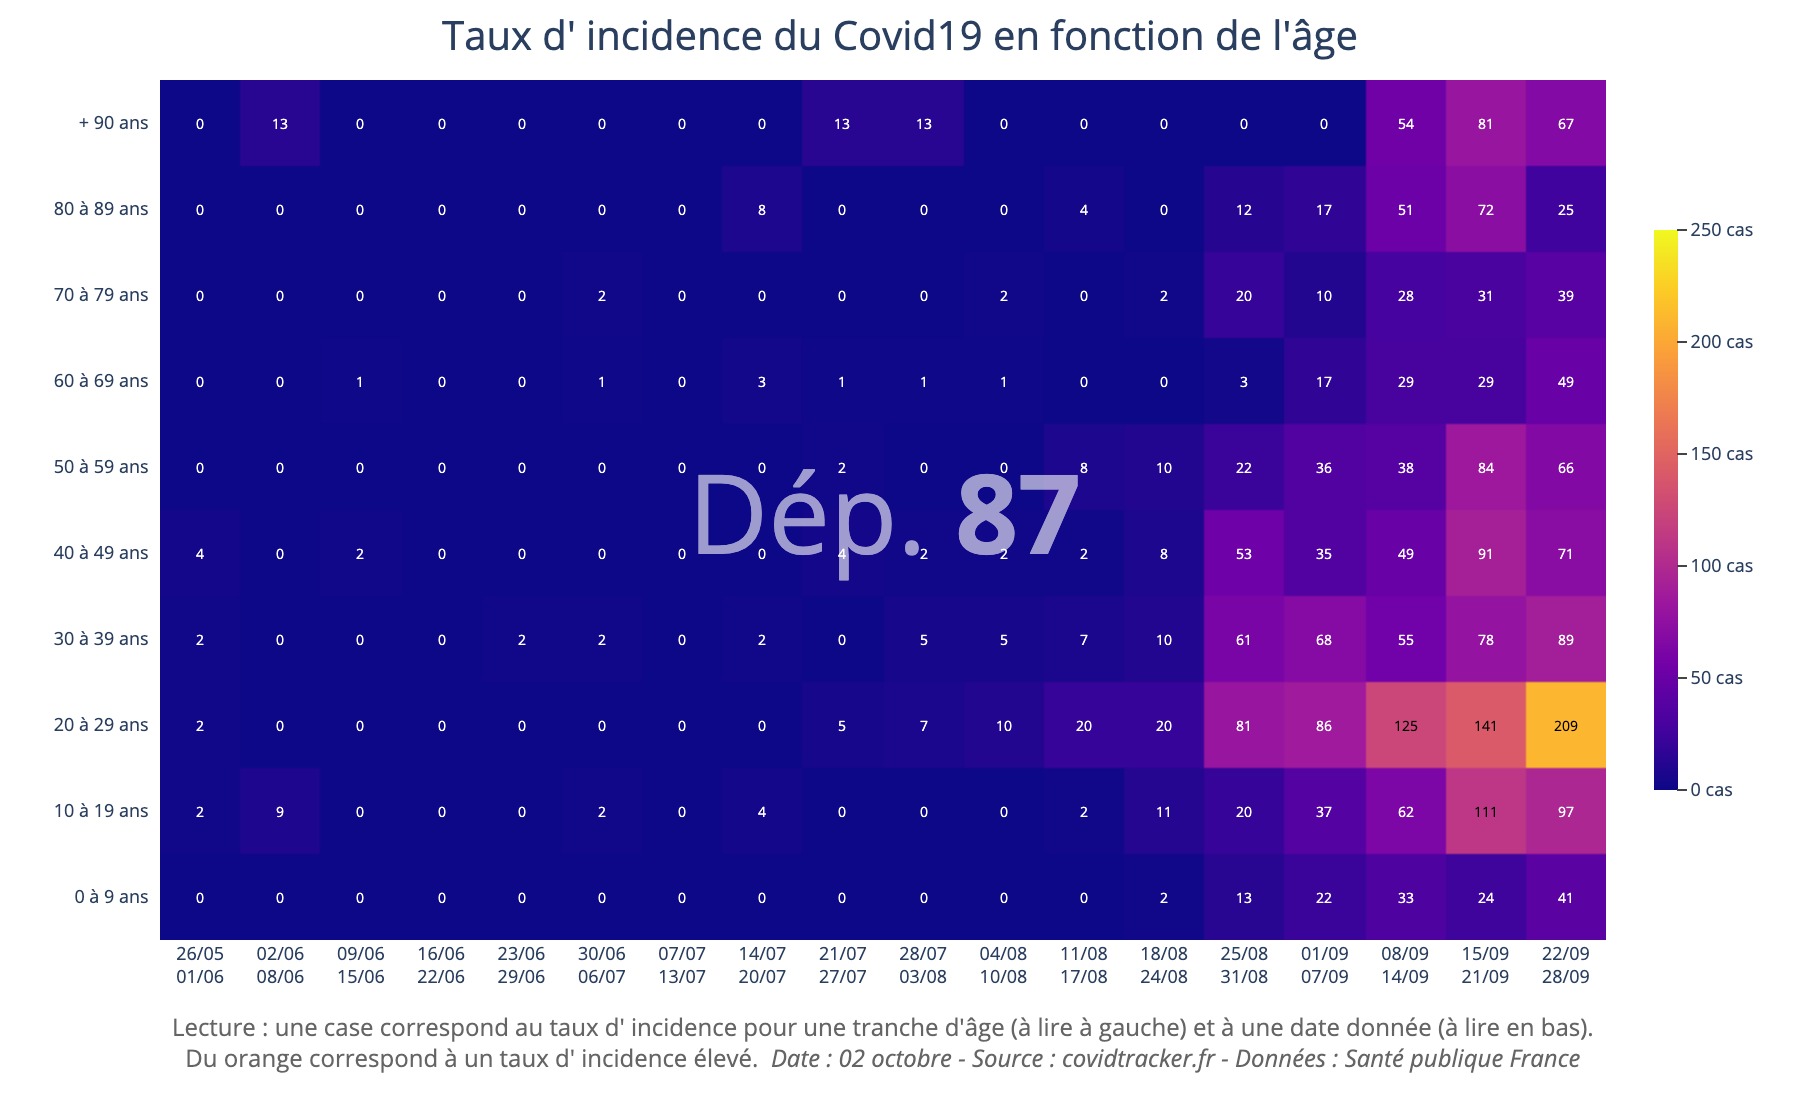 Taux d' incidence du Covid19 en fonction de l'âge
+ 90 ans 0 13 0 0 0 0 0 0 13 13 0 0 0 0 0 54 81 67
80 à 89 ans 0 0 0 0 0 0 0 8 0 0 0 4 0 12 17 51 72 25
70 à 79 ans 0 0 0 0 0 2 0 0 0 0 2 0 2 20 10 28 31 39
60 à 69 ans 0 0 1 0 0 1 0 3 1 1 1 0 0 3 17 29 29 49
50 à 59 ans 0 0 0 0 0 0 0 0 2 0 0 8 10 22 36 38 84 66
Dép. 87
40 à 49 ans 4 0 2 0 0 0 0 0 4 2 2 2 8 53 35 49 91 71
30 à 39 ans 2 0 0 0 2 2 0 2 0 5 5 7 10 61 68 55 78 89
20 à 29 ans 2 0 0 0 0 0 0 0 5 7 10 20 20 81 86 125 141 209
10 à 19 ans 2 9 0 0 0 2 0 4 0 0 0 2 11 20 37 62 111 97
0 à 9 ans 0 0 0 0 0 0 0 0 0 0 0 0 2 13 22 33 24 41
26/05 02/06 09/06 16/06 23/06 30/06 07/07 14/07 21/07 28/07 04/08 11/08 18/08 25/08 01/09 08/09 15/09 22/09
01/06 08/06 15/06 22/06 29/06 06/07 13/07 20/07 27/07 03/08 10/08 17/08 24/08 31/08 07/09 14/09 21/09 28/09
250 cas
200 cas
150 cas
100 cas
50 cas
0 cas
Lecture : une case correspond au taux d' incidence pour une tranche d'âge (à lire à gauche) et à une date donnée (à lire en bas).
Du orange correspond à un taux d' incidence élevé. Date : 02 octobre - Source : covidtracker.fr - Données : Santé publique France